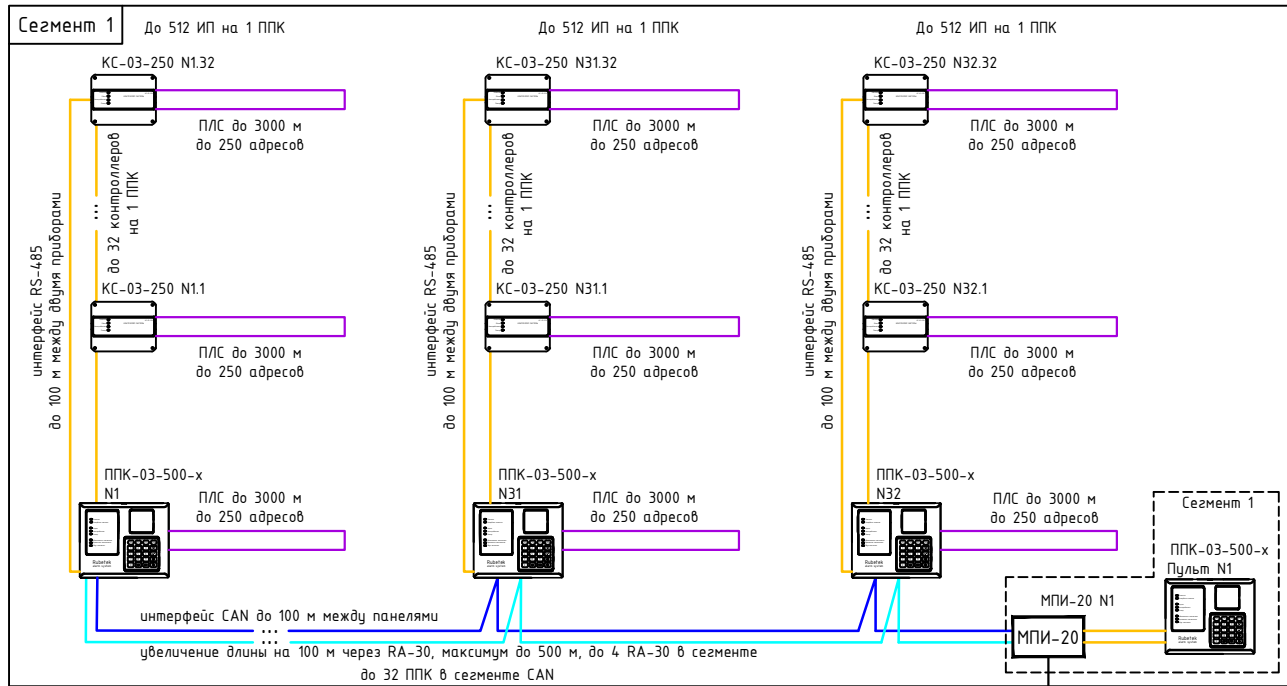 Сегмент 1
До 512 ИП на 1 ППК
До 512 ИП на 1 ППК
До 512 ИП на 1 ППК
КС-03-250 N1.32
КС-03-250 N31.32
КС-03-250 N32.32
ПЛС до 3000 м
до 250 адресов
ПЛС до 3000 м
до 250 адресов
ПЛС до 3000 м
до 250 адресов
интерфейс RS-485
до 100 м между двумя приборами
...
до 32 контроллеров
на 1 ППК
интерфейс RS-485
до 100 м между двумя приборами
...
до 32 контроллеров
на 1 ППК
интерфейс RS-485
до 100 м между двумя приборами
...
до 32 контроллеров
на 1 ППК
КС-03-250 N1.1
КС-03-250 N31.1
КС-03-250 N32.1
ПЛС до 3000 м
до 250 адресов
ПЛС до 3000 м
до 250 адресов
ПЛС до 3000 м
до 250 адресов
ППК-03-500-х
N1
ППК-03-500-х
N31
ППК-03-500-х
N32
ПЛС до 3000 м
до 250 адресов
ПЛС до 3000 м
до 250 адресов
ПЛС до 3000 м
до 250 адресов
Rubetek
Rubetek
Rubetek
Сегмент 1
ППК-03-500-х
Пульт N1
МПИ-20 N1
МПИ-20
Rubetek
интерфейс CAN до 100 м между панелями
...
...
увеличение длины на 100 м через RA-30, максимум до 500 м, до 4 RA-30 в сегменте
до 32 ППК в сегменте CAN